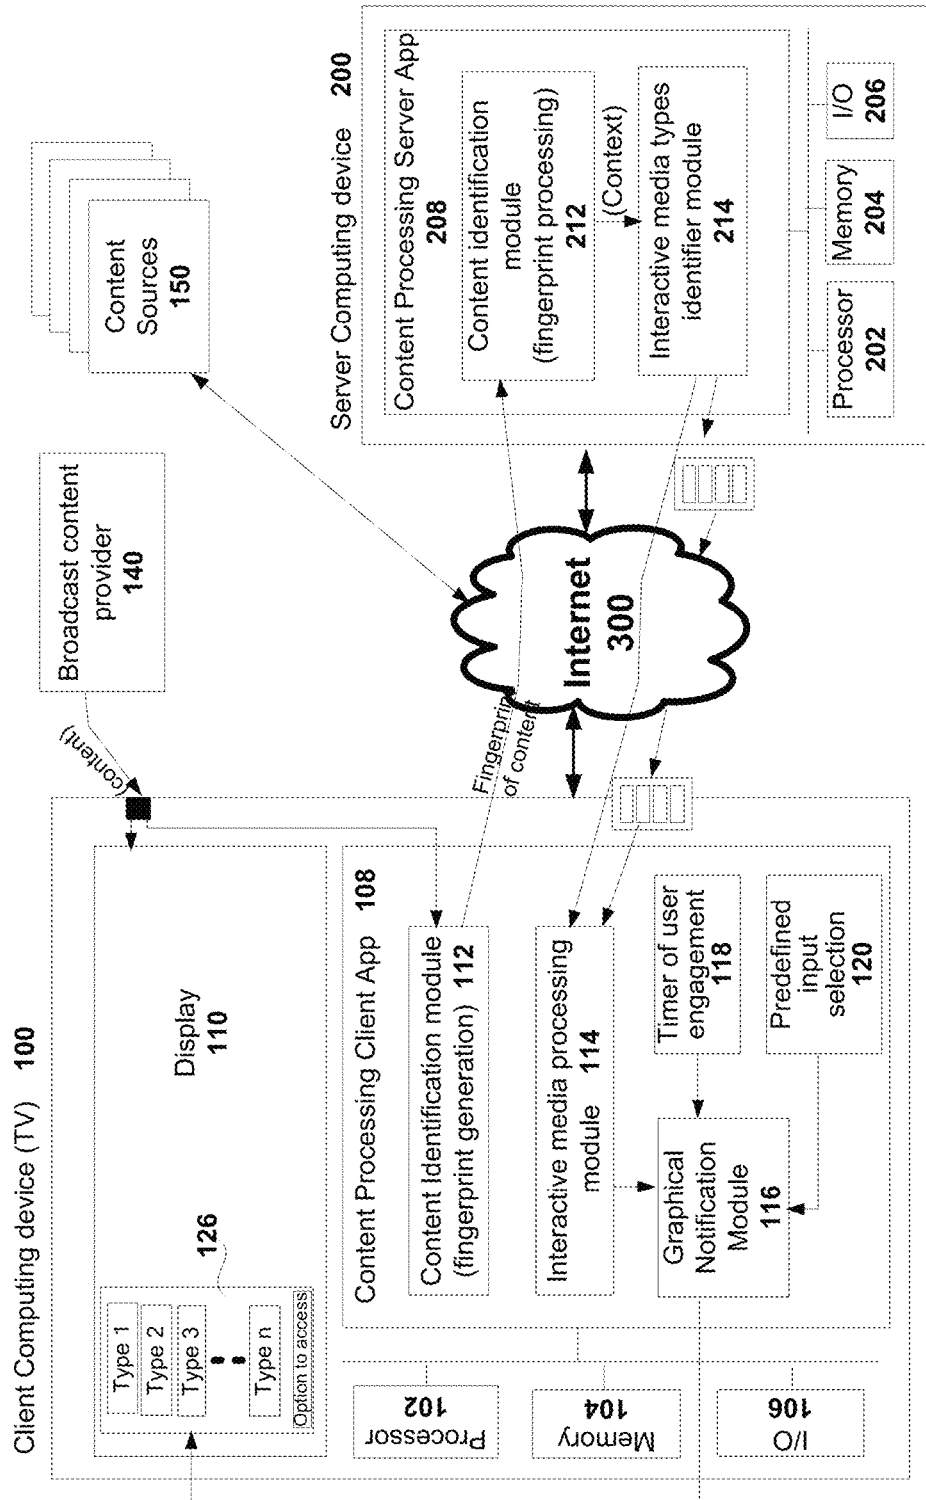 Client Computing device (TV) 100
Type 1
Type 2
Type 3
Type n
Option to access
126
Display
110
(content)
Broadcast content
provider
140
Content
Sources
150
Processor
102
Memory
104
I/O
106
Content Processing Client App 108
Content Identification module
(fingerprint generation) 112
Interactive media processing
module 114
Graphical
Notification
Module
116
Timer of user
engagement
118
Predefined
input
selection
120
Fingerprint
of content
Internet
300
Server Computing device 200
Content Processing Server App
208
Content identification
module
(fingerprint processing)
212
(Context)
Interactive media types
identifier module
214
Processor
202
Memory
204
I/O
206